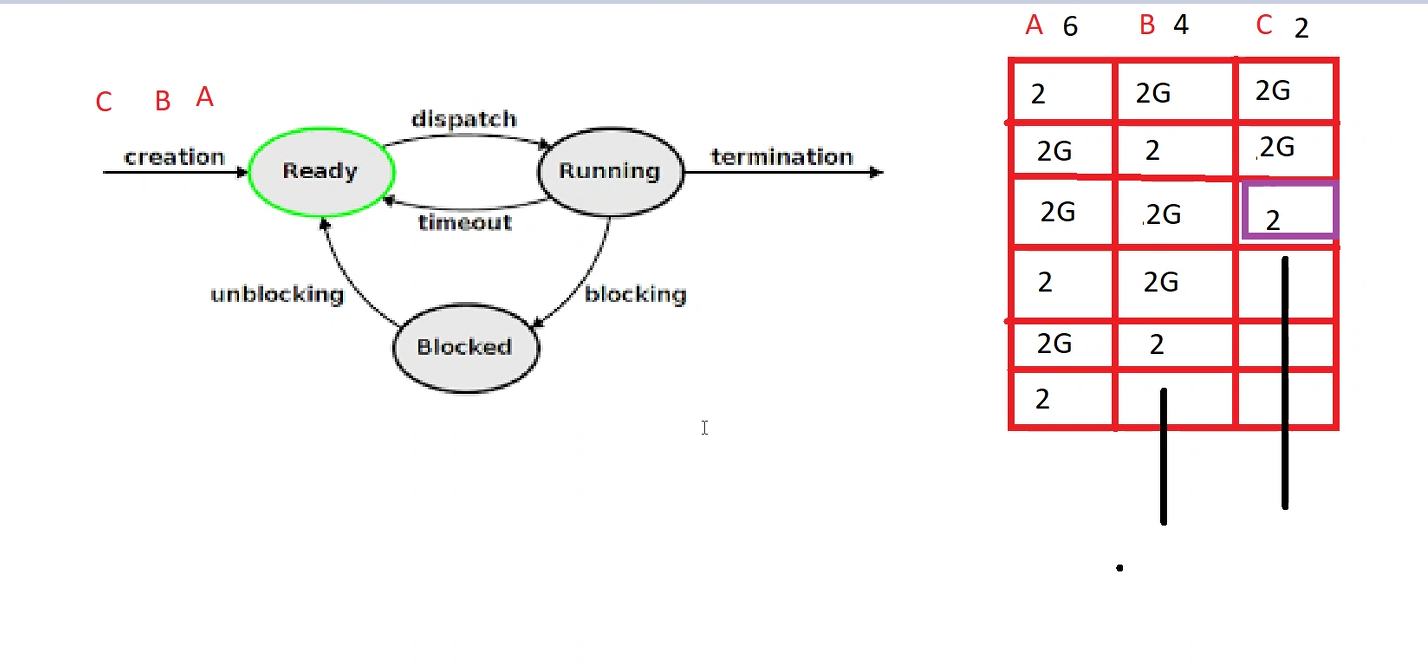 A 6 B 4 C 2
C B A
dispatch
creation
Ready
Running
termination
timeout
unblocking
blocking
Blocked
2 2G 2G
2G 2 2G
2G 2G 2
2 2G
2G 2
2